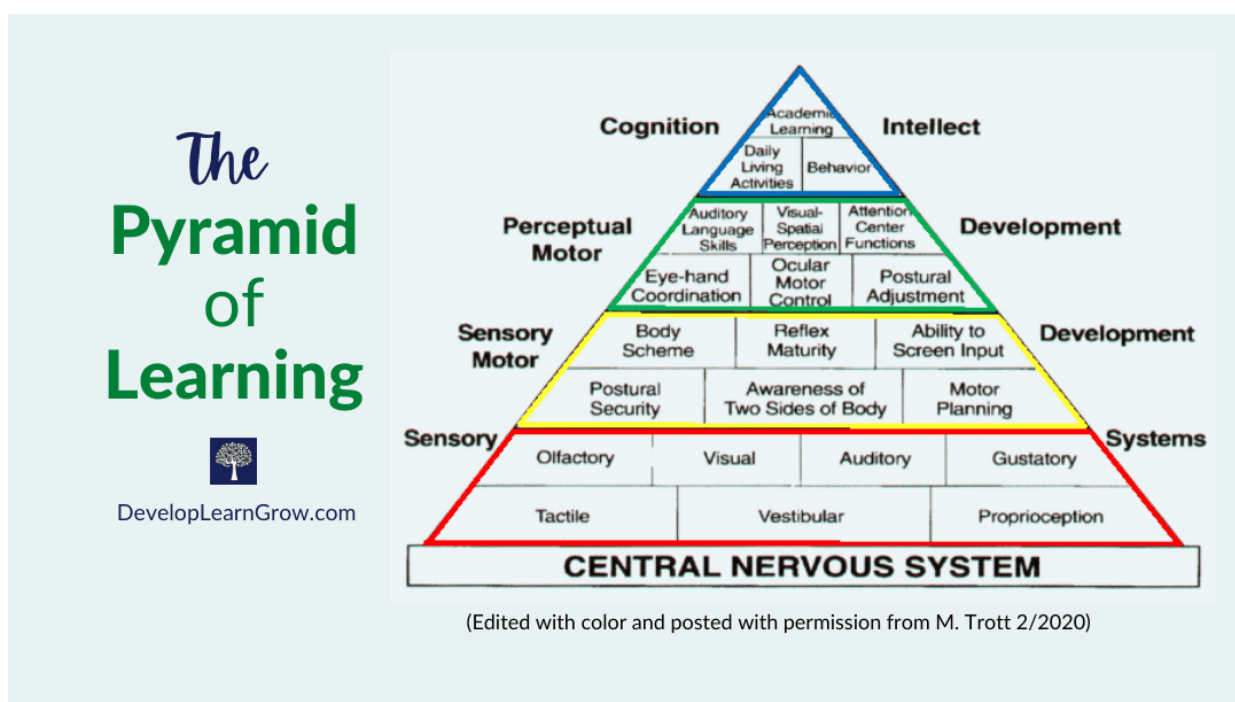 The
Pyramid
of
Learning
DevelopLearnGrow.com
Cognition
Intellect
Academic
Learning
Daily
Living
Activities
Behavior
Perceptual
Motor
Development
Auditory
Language
Skills
Visual-
Spatial
Perception
Attention
Center
Functions
Eye-hand
Coordination
Ocular
Motor
Control
Postural
Adjustment
Sensory
Motor
Development
Body
Scheme
Reflex
Maturity
Ability to
Screen Input
Postural
Security
Awareness of
Two Sides of Body
Motor
Planning
Sensory
Systems
Olfactory
Visual
Auditory
Gustatory
Tactile
Vestibular
Proprioception
CENTRAL NERVOUS SYSTEM
(Edited with color and posted with permission from M. Trott 2/2020)